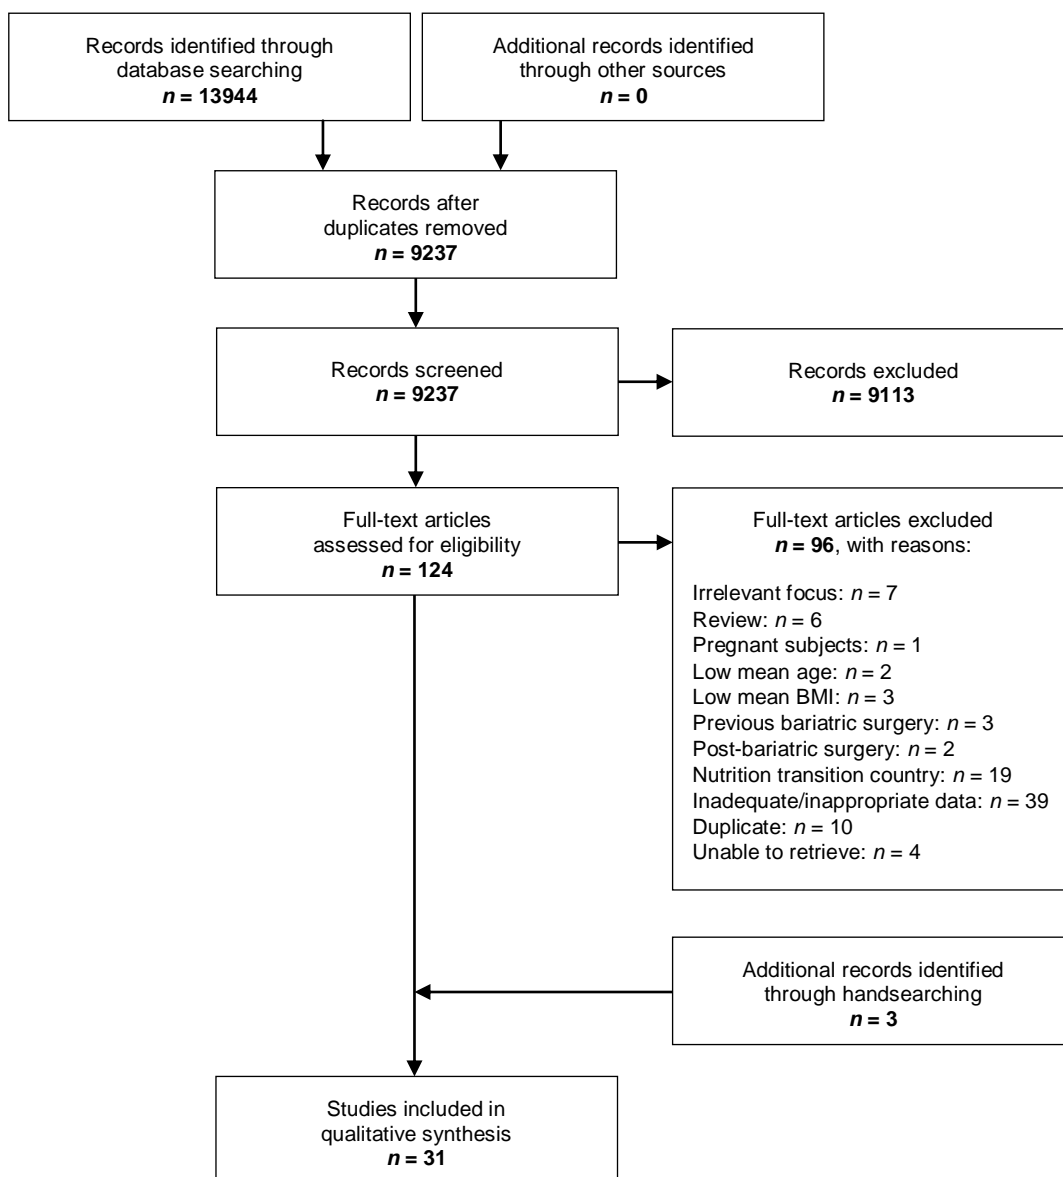 Records identified through
database searching
n = 13944
Additional records identified
through other sources
n = 0
Records after
duplicates removed
n = 9237
Records screened
n = 9237
Records excluded
n = 9113
Full-text articles
assessed for eligibility
n = 124
Full-text articles excluded
n = 96, with reasons:
Irrelevant focus: n = 7
Review: n = 6
Pregnant subjects: n = 1
Low mean age: n = 2
Low mean BMI: n = 3
Previous bariatric surgery: n = 3
Post-bariatric surgery: n = 2
Nutrition transition country: n = 19
Inadequate/inappropriate data: n = 39
Duplicate: n = 10
Unable to retrieve: n = 4
Additional records identified
through handsearching
n = 3
Studies included in
qualitative synthesis
n = 31